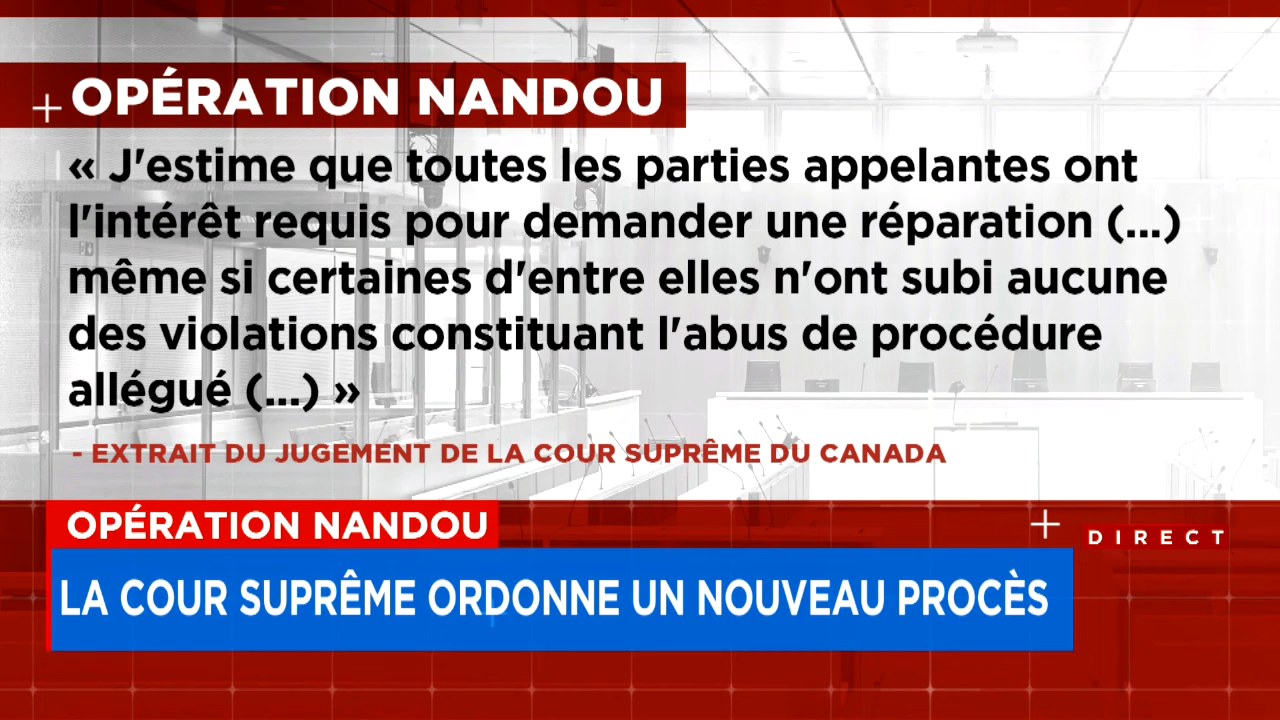 OPÉRATION NANDOU
« J'estime que toutes les parties appelantes ont
l'intérêt requis pour demander une réparation (...)
même si certaines d'entre elles n'ont subi aucune
des violations constituant l'abus de procédure
allégué (...) »
- EXTRAIT DU JUGEMENT DE LA COUR SUPRÊME DU CANADA
OPÉRATION NANDOU
DIRECT
LA COUR SUPRÊME ORDONNE UN NOUVEAU PROCÈS